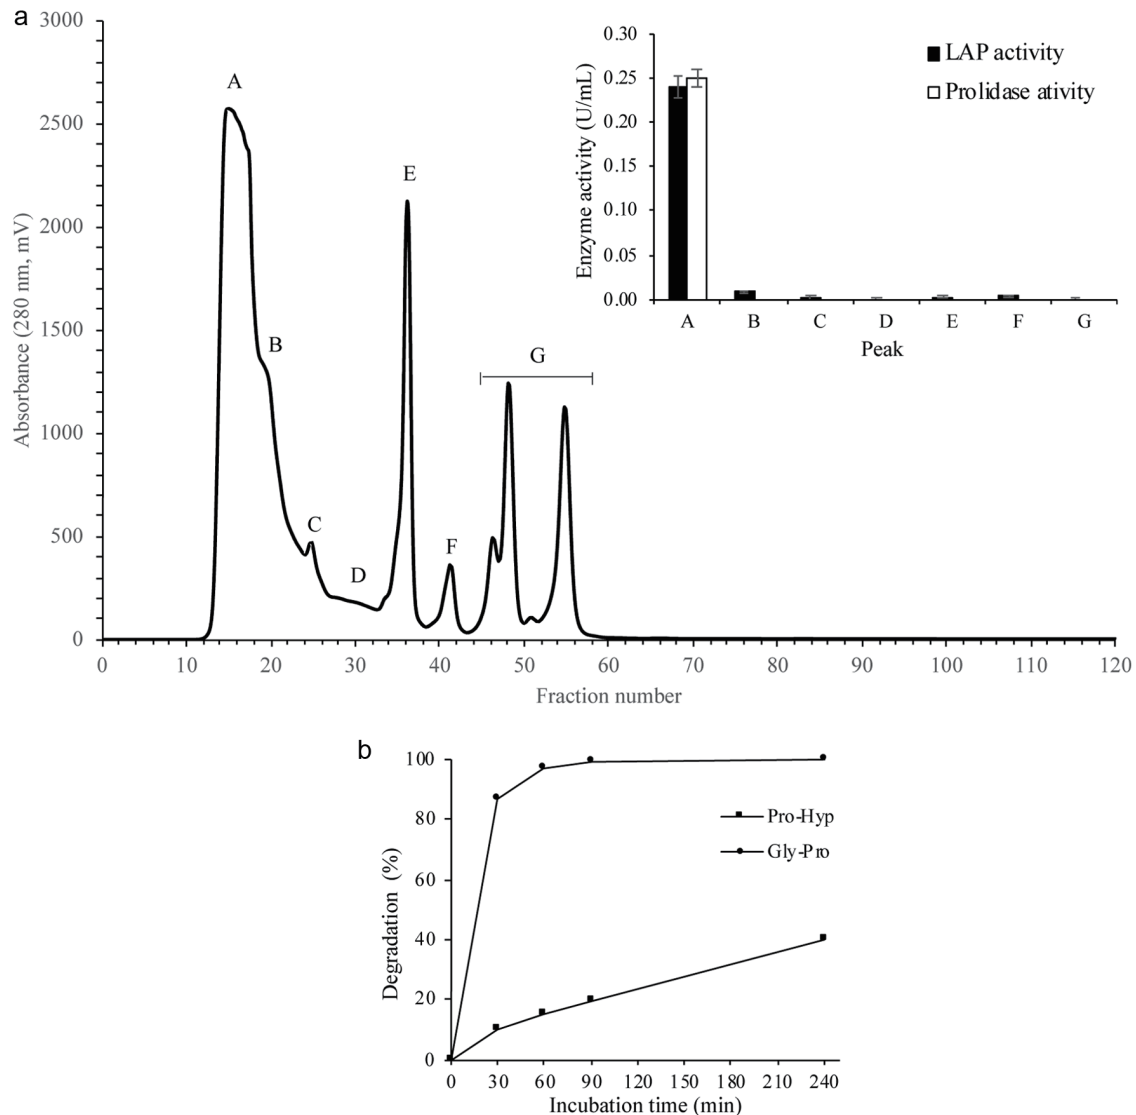 a
3000
2500
2000
1500
1000
500
0
Absorbance (280 nm, mV)
A
B
C
D
E
F
G
0 10 20 30 40 50 60 70 80 90 100 110 120
Fraction number
0.30
0.25
0.20
0.15
0.10
0.05
0.00
Enzyme activity (U/mL)
LAP activity
Prolidase ativity
A B C D E F G
Peak
b
100
80
60
40
20
0
Degradation (%)
Pro-Hyp
Gly-Pro
0 30 60 90 120 150 180 210 240
Incubation time (min)